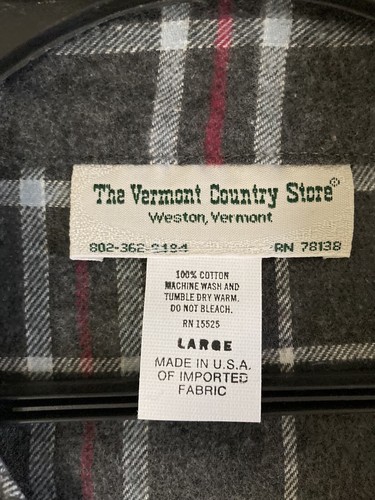 The Vermont Country Store®
Weston, Vermont
802-362- RN 78138
100% COTTON
MACHINE WASH AND
TUMBLE DRY WARM.
DO NOT BLEACH.
RN 15525
LARGE
MADE IN U.S.A.
OF IMPORTED
FABRIC